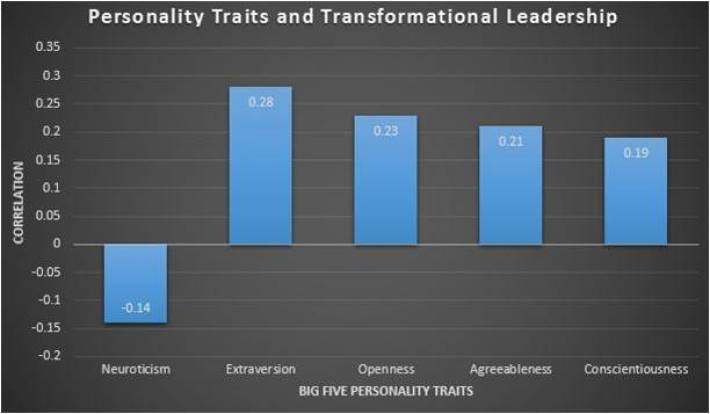 Personality Traits and Transformational Leadership
0.35
0.3
0.25
0.2
0.15
0.1
0.05
0
-0.05
-0.1
-0.15
-0.2
CORRELATION
-0.14
0.28
0.23
0.21
0.19
Neuroticism
Extraversion
Openness
Agreeableness
Conscientiousness
BIG FIVE PERSONALITY TRAITS